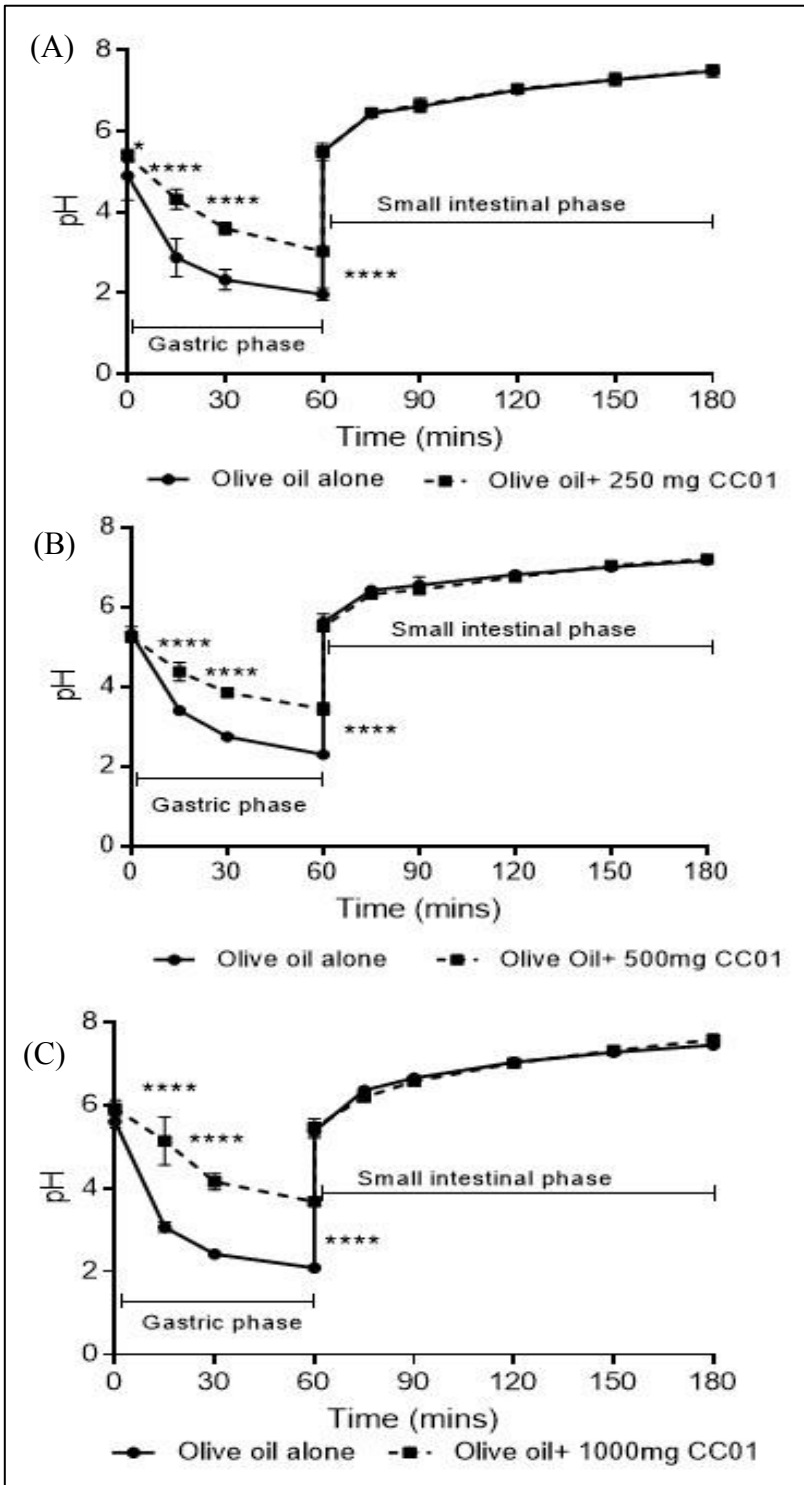 (A)
8
6
4
2
0
pH
*
****
****
****
Small intestinal phase
Gastric phase
0 30 60 90 120 150 180
Time (mins)
Olive oil alone Olive oil+ 250 mg CC01
(B)
8
6
4
2
0
pH
****
****
****
Small intestinal phase
Gastric phase
0 30 60 90 120 150 180
Time (mins)
Olive oil alone Olive Oil+ 500mg CC01
(C)
8
6
4
2
0
pH
****
****
****
Small intestinal phase
Gastric phase
0 30 60 90 120 150 180
Time (mins)
Olive oil alone Olive oil+ 1000mg CC01